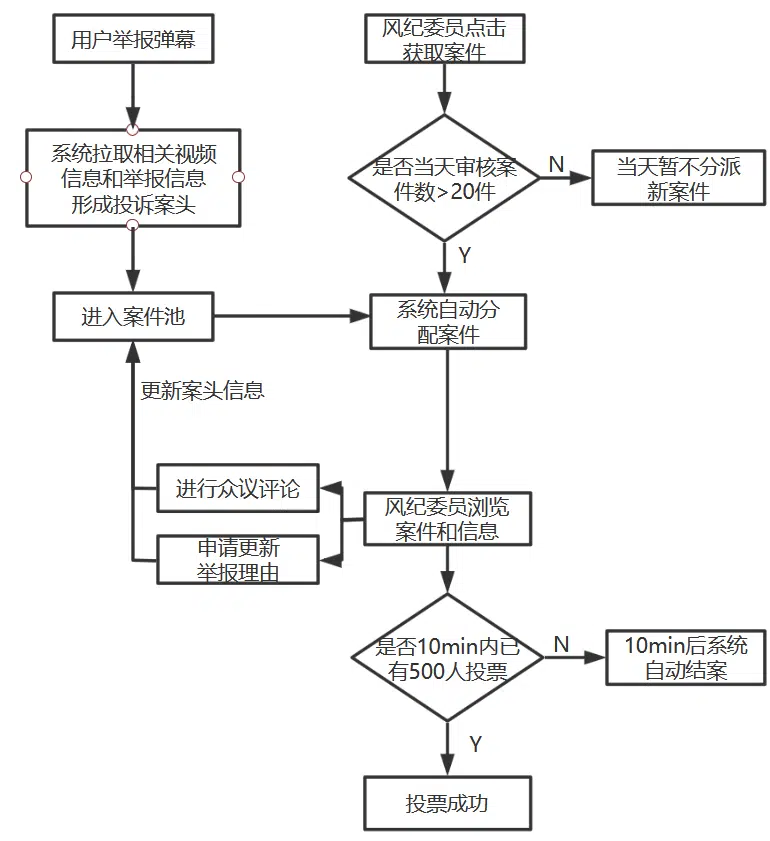 用户举报弹幕
系统拉取相关视频
信息和举报信息
形成投诉案头
进入案件池
更新案头信息
进行众议评论
申请更新
举报理由
风纪委员点击
获取案件
是否当天审核案
件数>20件
N
当天暂不分派
新案件
Y
系统自动分
配案件
风纪委员浏览
案件和信息
是否10min内已
有500人投票
N
10min后系统
自动结案
Y
投票成功